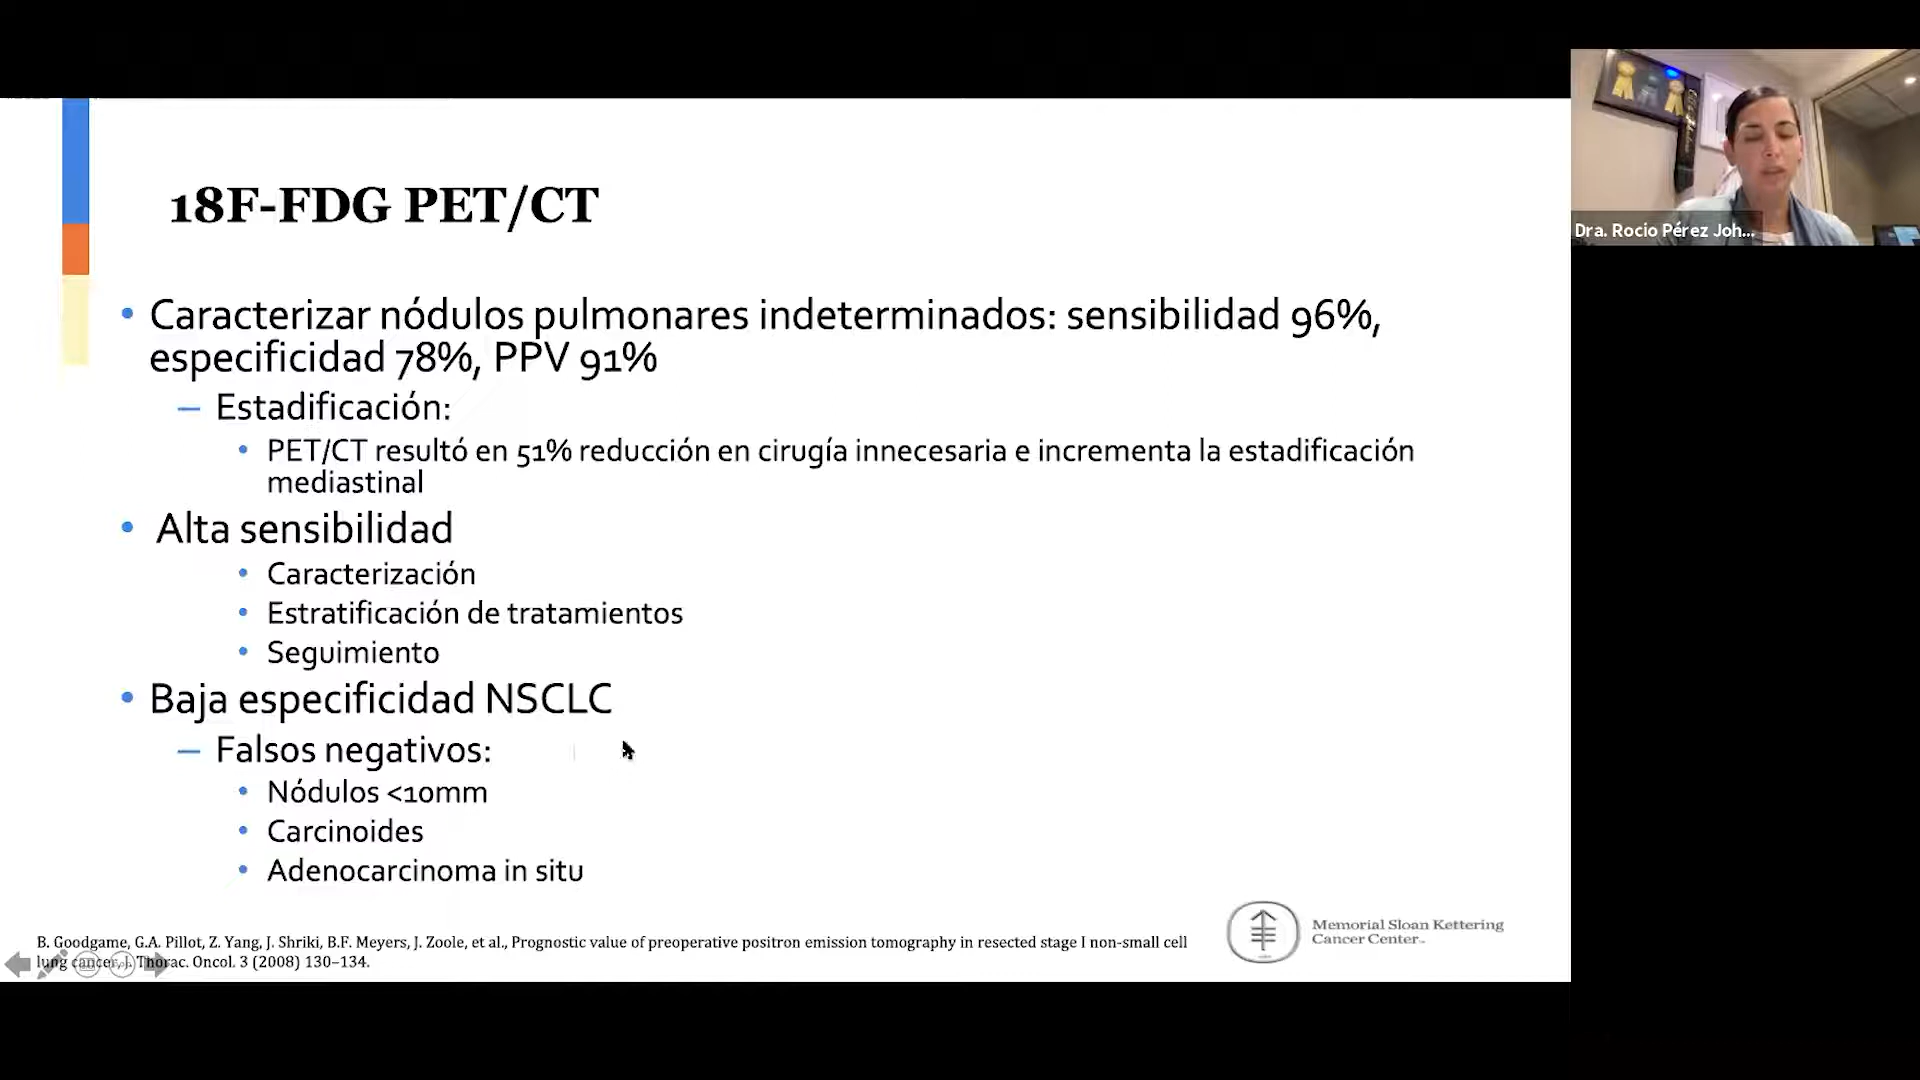 18F-FDG PET/CT
• Caracterizar nódulos pulmonares indeterminados: sensibilidad 96%,
especificidad 78%, PPV 91%
– Estadificación:
• PET/CT resultó en 51% reducción en cirugía innecesaria e incrementa la estadificación
mediastinal
• Alta sensibilidad
• Caracterización
• Estratificación de tratamientos
• Seguimiento
• Baja especificidad NSCLC
– Falsos negativos:
• Nódulos <10mm
• Carcinoides
• Adenocarcinoma in situ
B. Goodgame, G.A. Pillot, Z. Yang, J. Shriki, B.F. Meyers, J. Zoole, et al., Prognostic value of preoperative positron emission tomography in resected stage I non-small cell
lung cancer, J. Thorac. Oncol. 3 (2008) 130–134.
Memorial Sloan Kettering
Cancer Center
Dra. Rocio Pérez Joh...